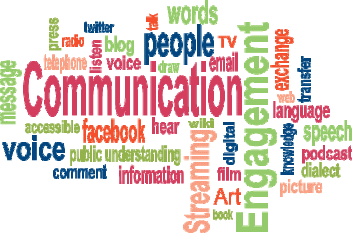 words
twitter
talk
press
radio
blog
people
TV
exchange
listen
telephone
voice
draw
email
transfer
message
Communication
web
language
accessible
facebook
hear
wiki
Streaming
digital
Engagement
knowledge
speech
voice
public understanding
podcast
comment
information
film
dialect
Art
picture
book